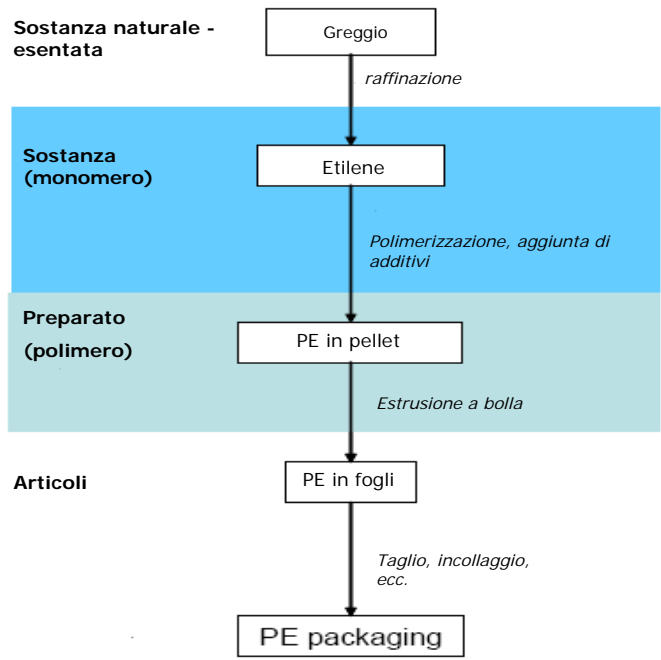 Sostanza naturale -
esentata
Greggio
raffinazione
Sostanza
(monomero)
Etilene
Polimerizzazione, aggiunta di
additivi
Preparato
(polimero)
PE in pellet
Estrusione a bolla
Articoli
PE in fogli
Taglio, incollaggio,
ecc.
PE packaging